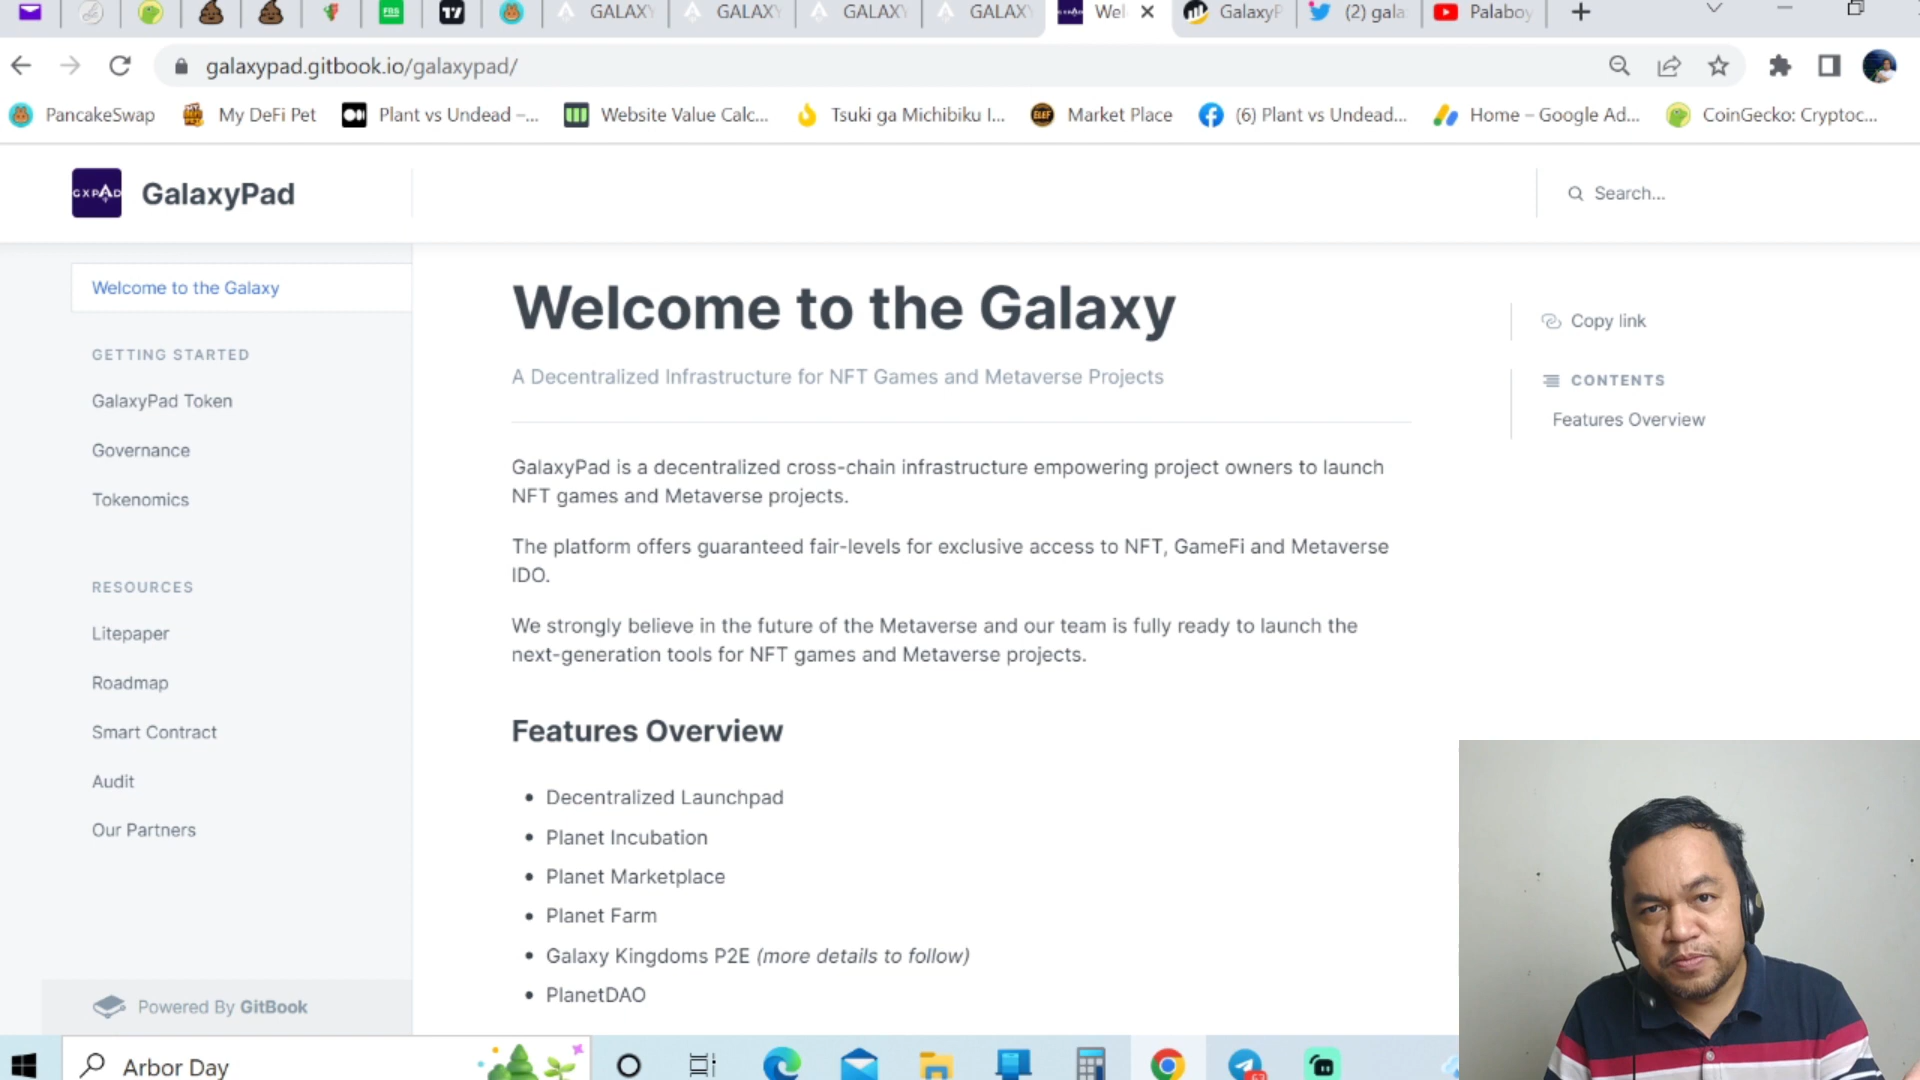 GALAXY
GALAXY
GALAXY
GALAXY
Wel
GalaxyP
(2) gala
Palaboy
galaxypad.gitbook.io/galaxypad/
PancakeSwap
My DeFi Pet
Plant vs Undead –...
Website Value Calc...
Tsuki ga Michibiku I...
Market Place
(6) Plant vs Undead...
Home – Google Ad...
CoinGecko: Cryptoc...
GXPAD
GalaxyPad
Search...
Welcome to the Galaxy
GETTING STARTED
GalaxyPad Token
Governance
Tokenomics
RESOURCES
Litepaper
Roadmap
Smart Contract
Audit
Our Partners
Powered By GitBook
Welcome to the Galaxy
A Decentralized Infrastructure for NFT Games and Metaverse Projects
GalaxyPad is a decentralized cross-chain infrastructure empowering project owners to launch
NFT games and Metaverse projects.
The platform offers guaranteed fair-levels for exclusive access to NFT, GameFi and Metaverse
IDO.
We strongly believe in the future of the Metaverse and our team is fully ready to launch the
next-generation tools for NFT games and Metaverse projects.
Features Overview
Decentralized Launchpad
Planet Incubation
Planet Marketplace
Planet Farm
Galaxy Kingdoms P2E (more details to follow)
PlanetDAO
Copy link
CONTENTS
Features Overview
Arbor Day